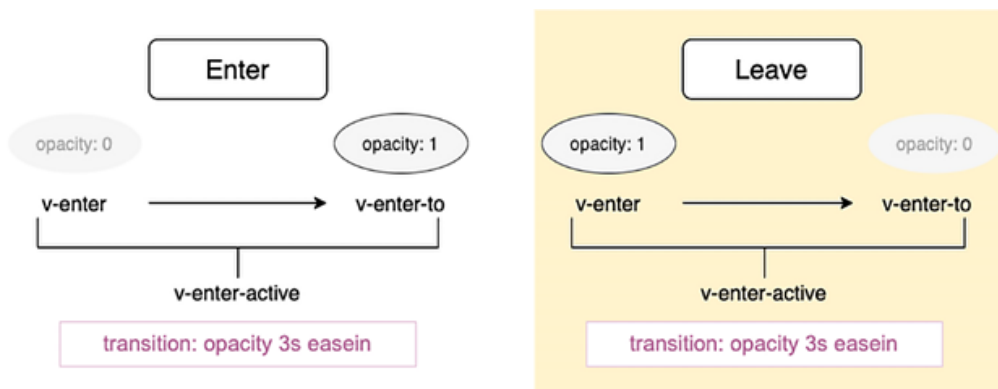 Enter
opacity: 0
opacity: 1
v-enter
v-enter-to
v-enter-active
transition: opacity 3s easein
Leave
opacity: 1
opacity: 0
v-enter
v-enter-to
v-enter-active
transition: opacity 3s easein